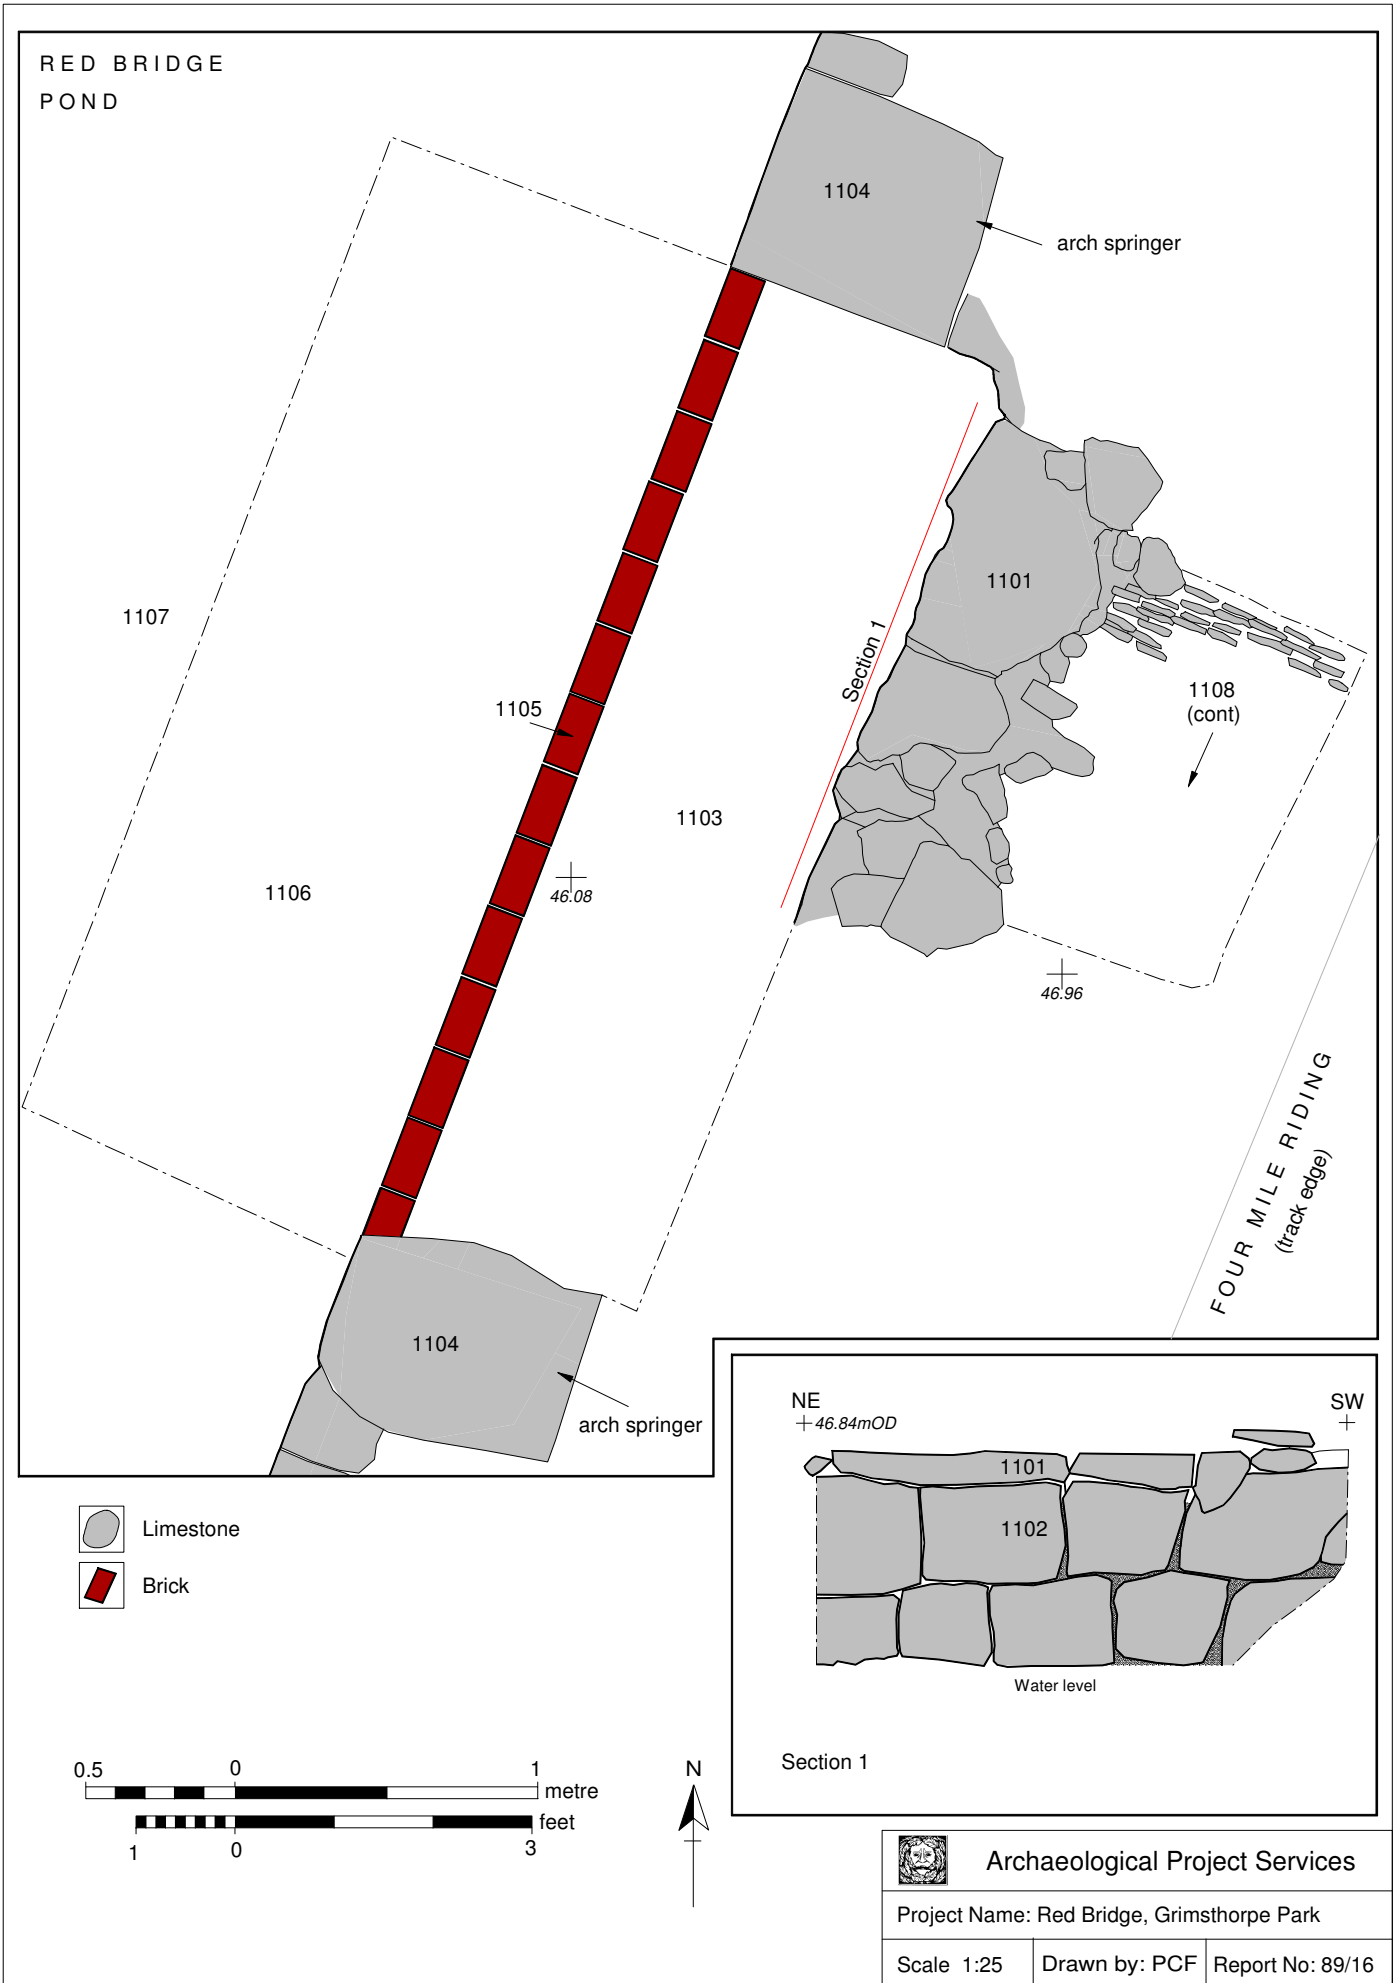 RED BRIDGE
POND
1104
arch springer
1101
Section 1
1107
1108
(cont)
1105
1103
1106
46.08
46.96
FOUR MILE RIDING
(track edge)
1104
arch springer
NE
SW
46.84mOD
1101
1102
Water level
Section 1
Limestone
Brick
0.5 0 1
metre
feet
1 0 3
N
Archaeological Project Services
Project Name: Red Bridge, Grimsthorpe Park
Scale 1:25
Drawn by: PCF
Report No: 89/16